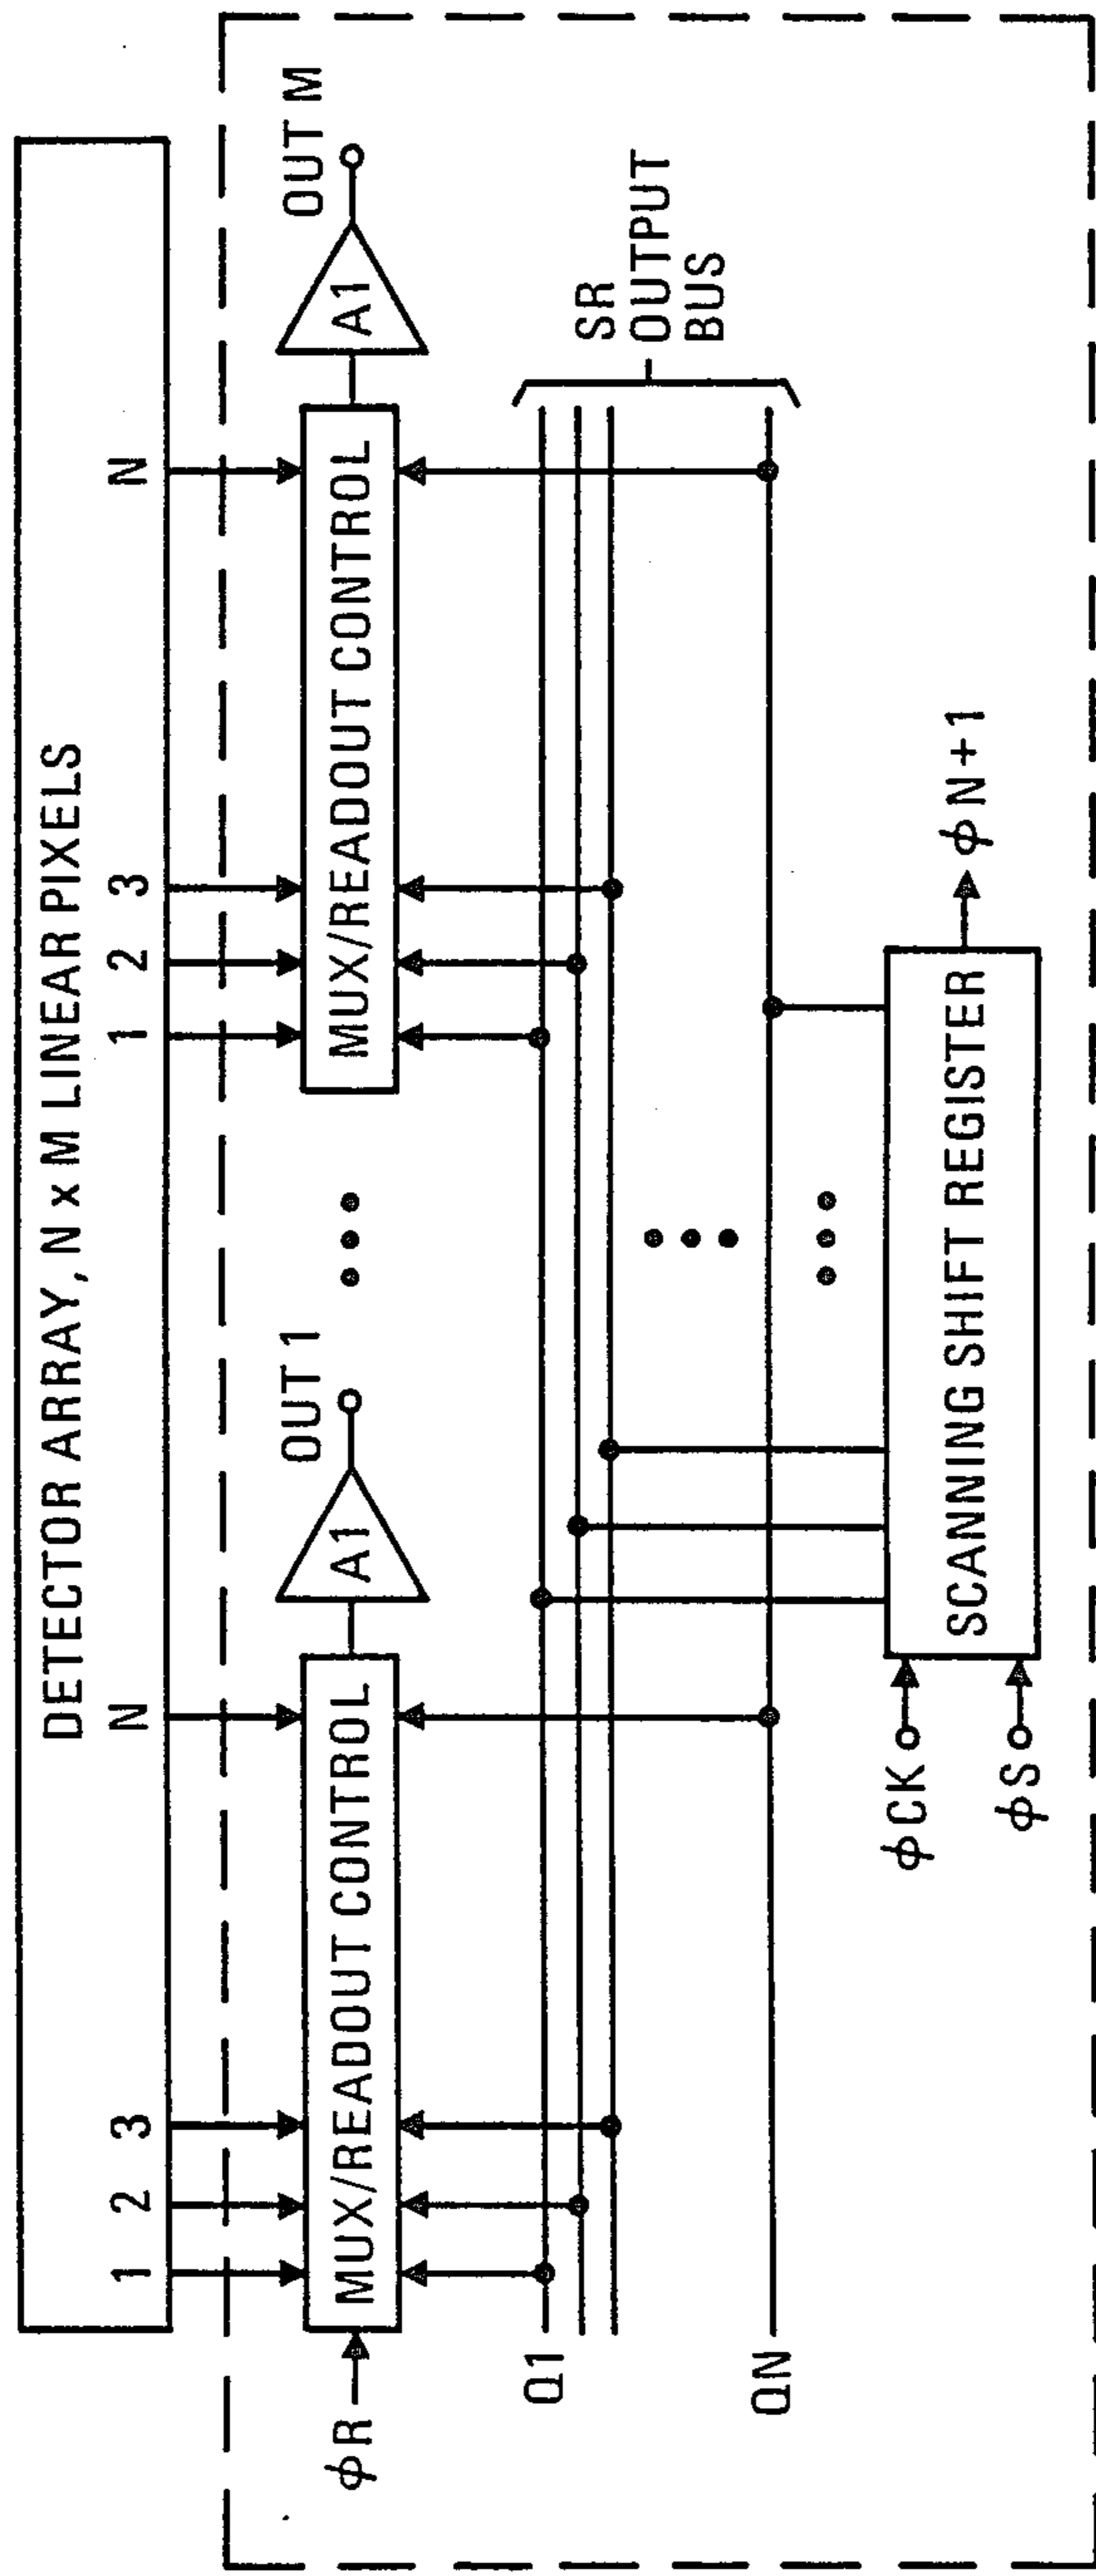 DETECTOR ARRAY, N x M LINEAR PIXELS
1 2 3 N 1 2 3 N
OUT 1 OUT M
ϕR MUX/READOUT CONTROL A1 MUX/READOUT CONTROL A1
Q1
SR
OUTPUT
BUS
QN
ϕCK
SCANNING SHIFT REGISTER
ϕN+1
ϕS